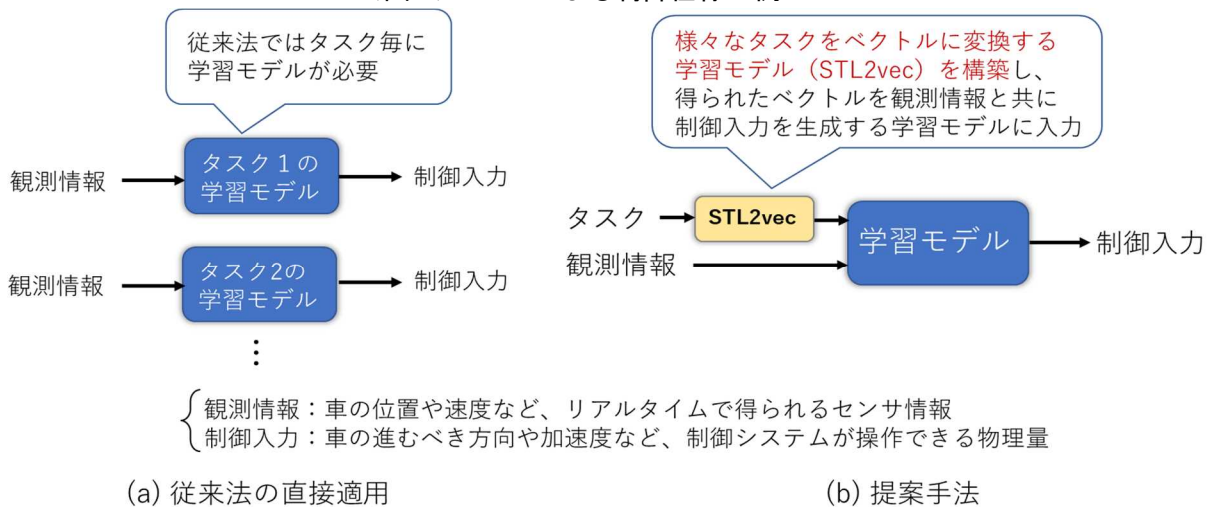 従来法ではタスク毎に
学習モデルが必要
観測情報
タスク１の
学習モデル
制御入力
観測情報
タスク2の
学習モデル
制御入力
⋮
様々なタスクをベクトルに変換する
学習モデル（STL2vec）を構築し、
得られたベクトルを観測情報と共に
制御入力を生成する学習モデルに入力
タスク
STL2vec
観測情報
学習モデル
制御入力
観測情報：車の位置や速度など、リアルタイムで得られるセンサ情報
制御入力：車の進むべき方向や加速度など、制御システムが操作できる物理量
(a) 従来法の直接適用
(b) 提案手法